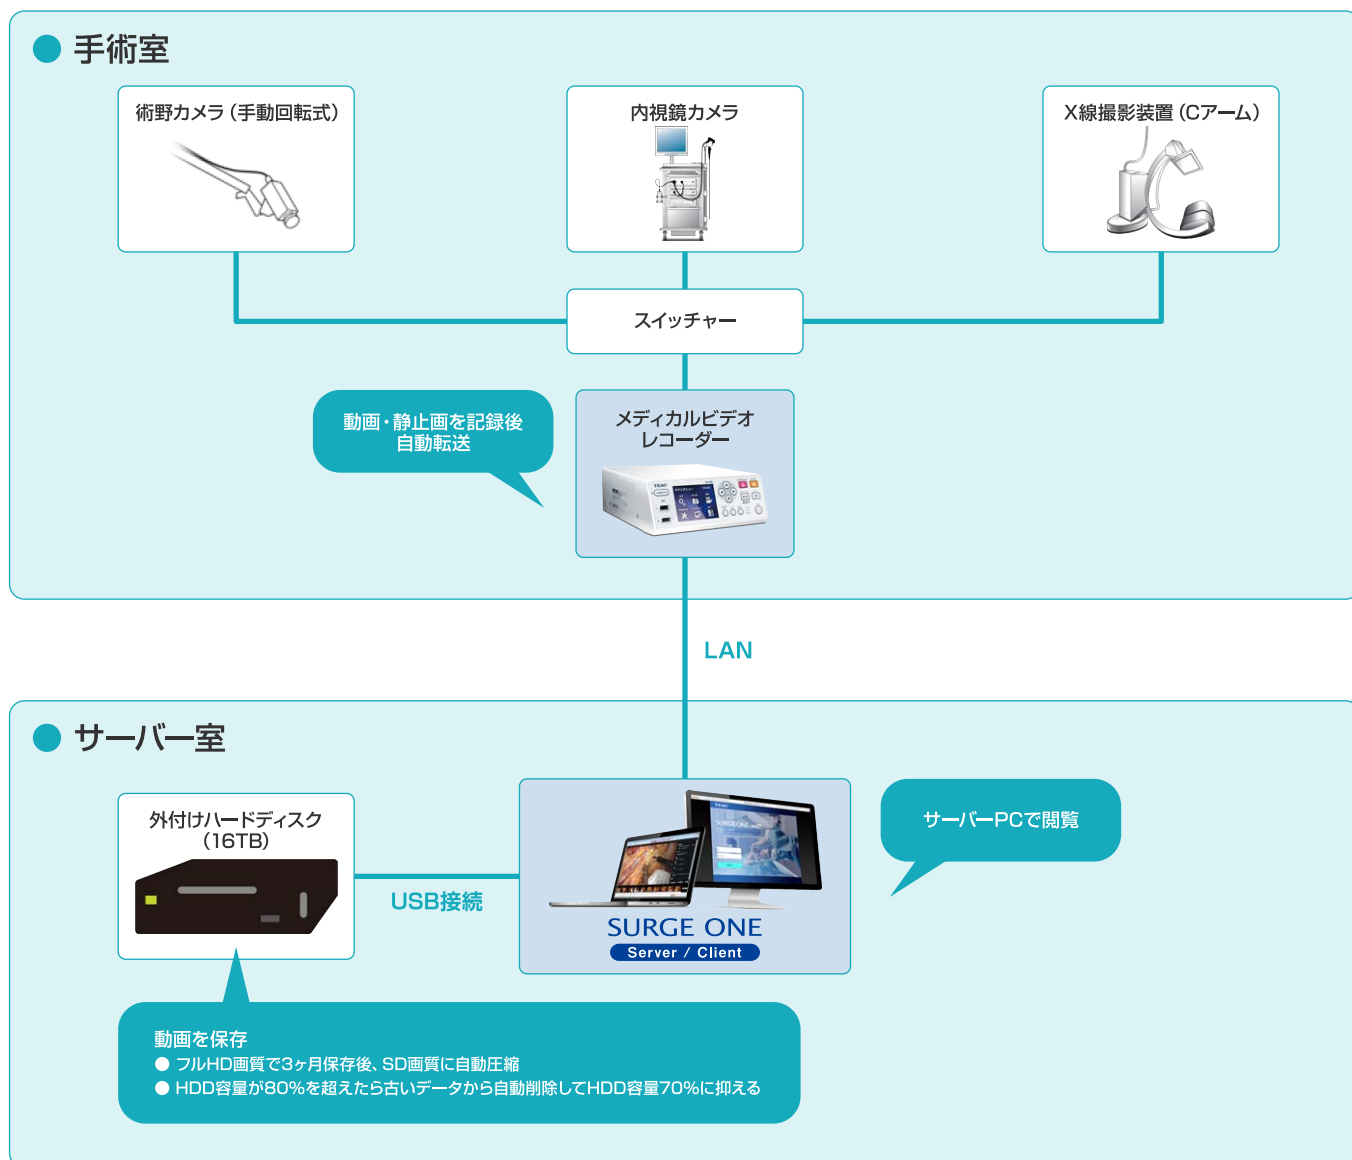 手術室
術野カメラ（手動回転式）
内視鏡カメラ
X線撮影装置（Cアーム）
スイッチャー
動画・静止画を記録後
自動転送
メディカルビデオ
レコーダー
TEAC
LAN
サーバー室
外付けハードディスク
（16TB）
USB接続
TEAC
SURGE ONE
SURGE ONE
Server / Client
サーバーPCで閲覧
動画を保存
● フルHD画質で3ヶ月保存後、SD画質に自動圧縮
● HDD容量が80%を超えたら古いデータから自動削除してHDD容量70%に抑える